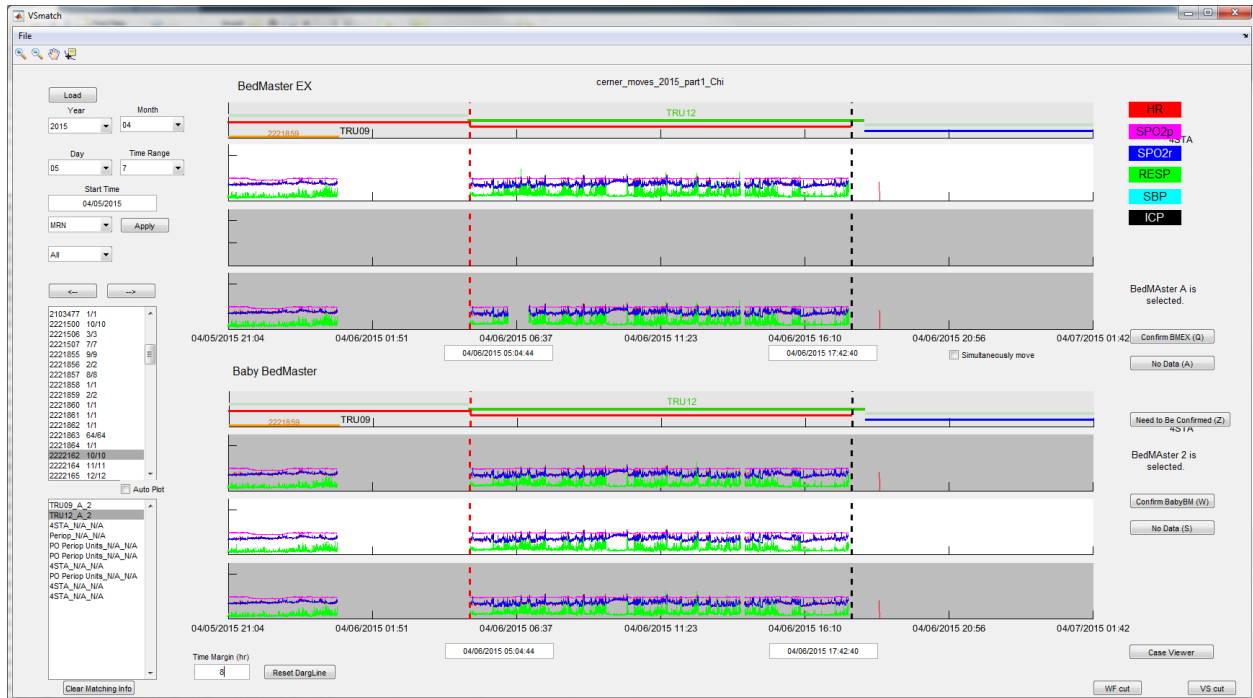 VSmatch
File
Load
Year Month
2015 04
Day Time Range
05 7
Start Time
04/05/2015
MRN Apply
All
<-- -->
2103477 1/1
2221500 10/10
2221506 3/3
2221507 7/7
2221855 9/9
2221856 2/2
2221857 8/8
2221858 1/1
2221859 2/2
2221860 1/1
2221861 1/1
2221862 1/1
2221863 64/64
2221864 1/1
2222162 10/10
2222164 11/11
2222165 12/12
Auto Plot
TRU09_A_2
TRU12_A_2
4STA_N/A_N/A
Periop_N/A_N/A
PO Periop Units_N/A_N/A
PO Periop Units_N/A_N/A
4STA_N/A_N/A
PO Periop Units_N/A_N/A
4STA_N/A_N/A
4STA_N/A_N/A
Clear Matching Info
BedMaster EX
cerner_moves_2015_part1_Chi
2221859 TRU09 TRU12 4STA
04/05/2015 21:04 04/06/2015 01:51 04/06/2015 06:37 04/06/2015 11:23 04/06/2015 16:10 04/06/2015 20:56 04/07/2015 01:42
04/06/2015 05:04:44 04/06/2015 17:42:40 Simultaneously move
Baby BedMaster
2221859 TRU09 TRU12 4STA
04/05/2015 21:04 04/06/2015 01:51 04/06/2015 06:37 04/06/2015 11:23 04/06/2015 16:10 04/06/2015 20:56 04/07/2015 01:42
04/06/2015 05:04:44 04/06/2015 17:42:40
Time Margin (hr)
8 Reset DargLine
HR
SPO2p
SPO2r
RESP
SBP
ICP
BedMAster A is
selected.
Confirm BMEX (Q)
No Data (A)
Need to Be Confirmed (Z)
BedMAster 2 is
selected.
Confirm BabyBM (W)
No Data (S)
Case Viewer
WF cut VS cut